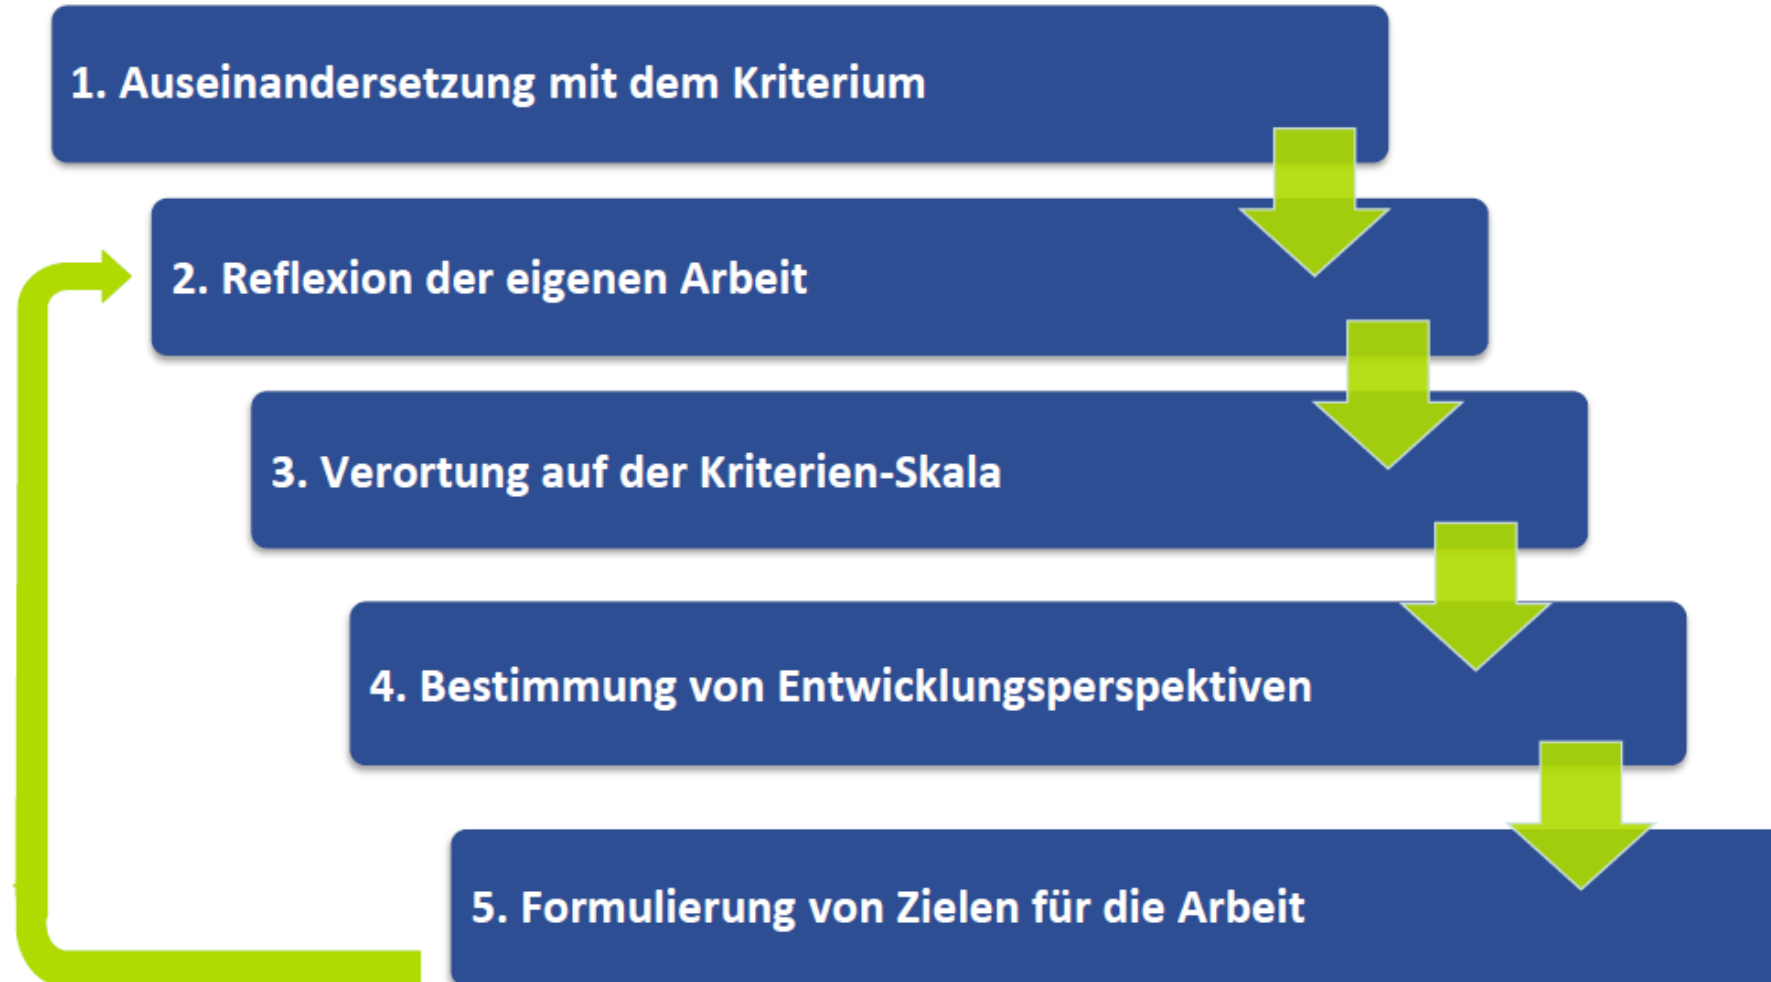 1. Auseinandersetzung mit dem Kriterium
2. Reflexion der eigenen Arbeit
3. Verortung auf der Kriterien-Skala
4. Bestimmung von Entwicklungsperspektiven
5. Formulierung von Zielen für die Arbeit